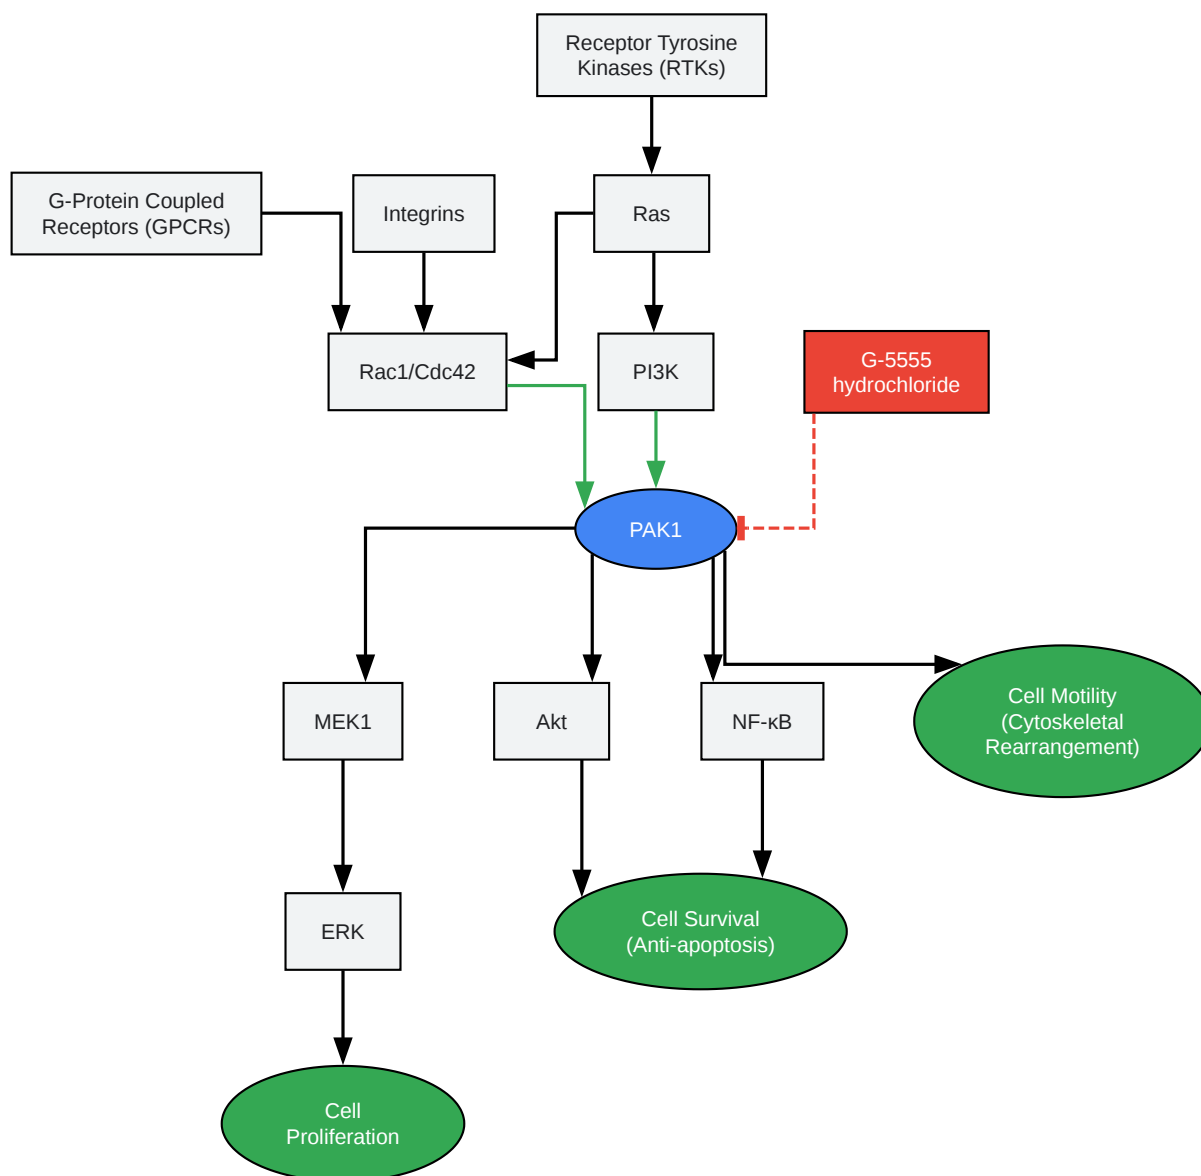 Receptor Tyrosine
Kinases (RTKs)
G-Protein Coupled
Receptors (GPCRs)
Integrins
Ras
Rac1/Cdc42
PI3K
G-5555
hydrochloride
PAK1
MEK1
Akt
NF-κB
Cell Motility
(Cytoskeletal
Rearrangement)
ERK
Cell Survival
(Anti-apoptosis)
Cell
Proliferation